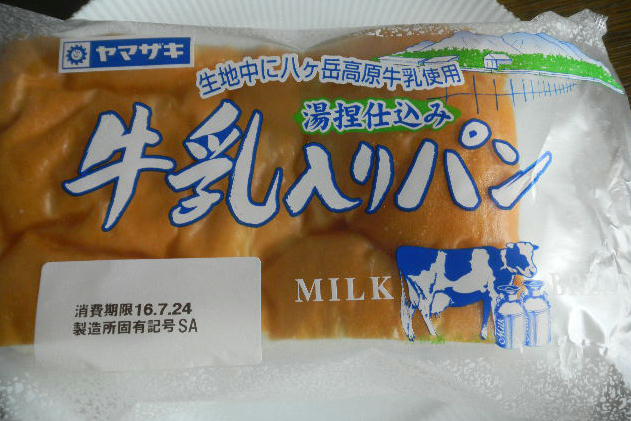 ヤマザキ
生地中に八ヶ岳高原牛乳使用
湯捏仕込み
牛乳入りパン
MILK
消費期限16.7.24
製造所固有記号SA